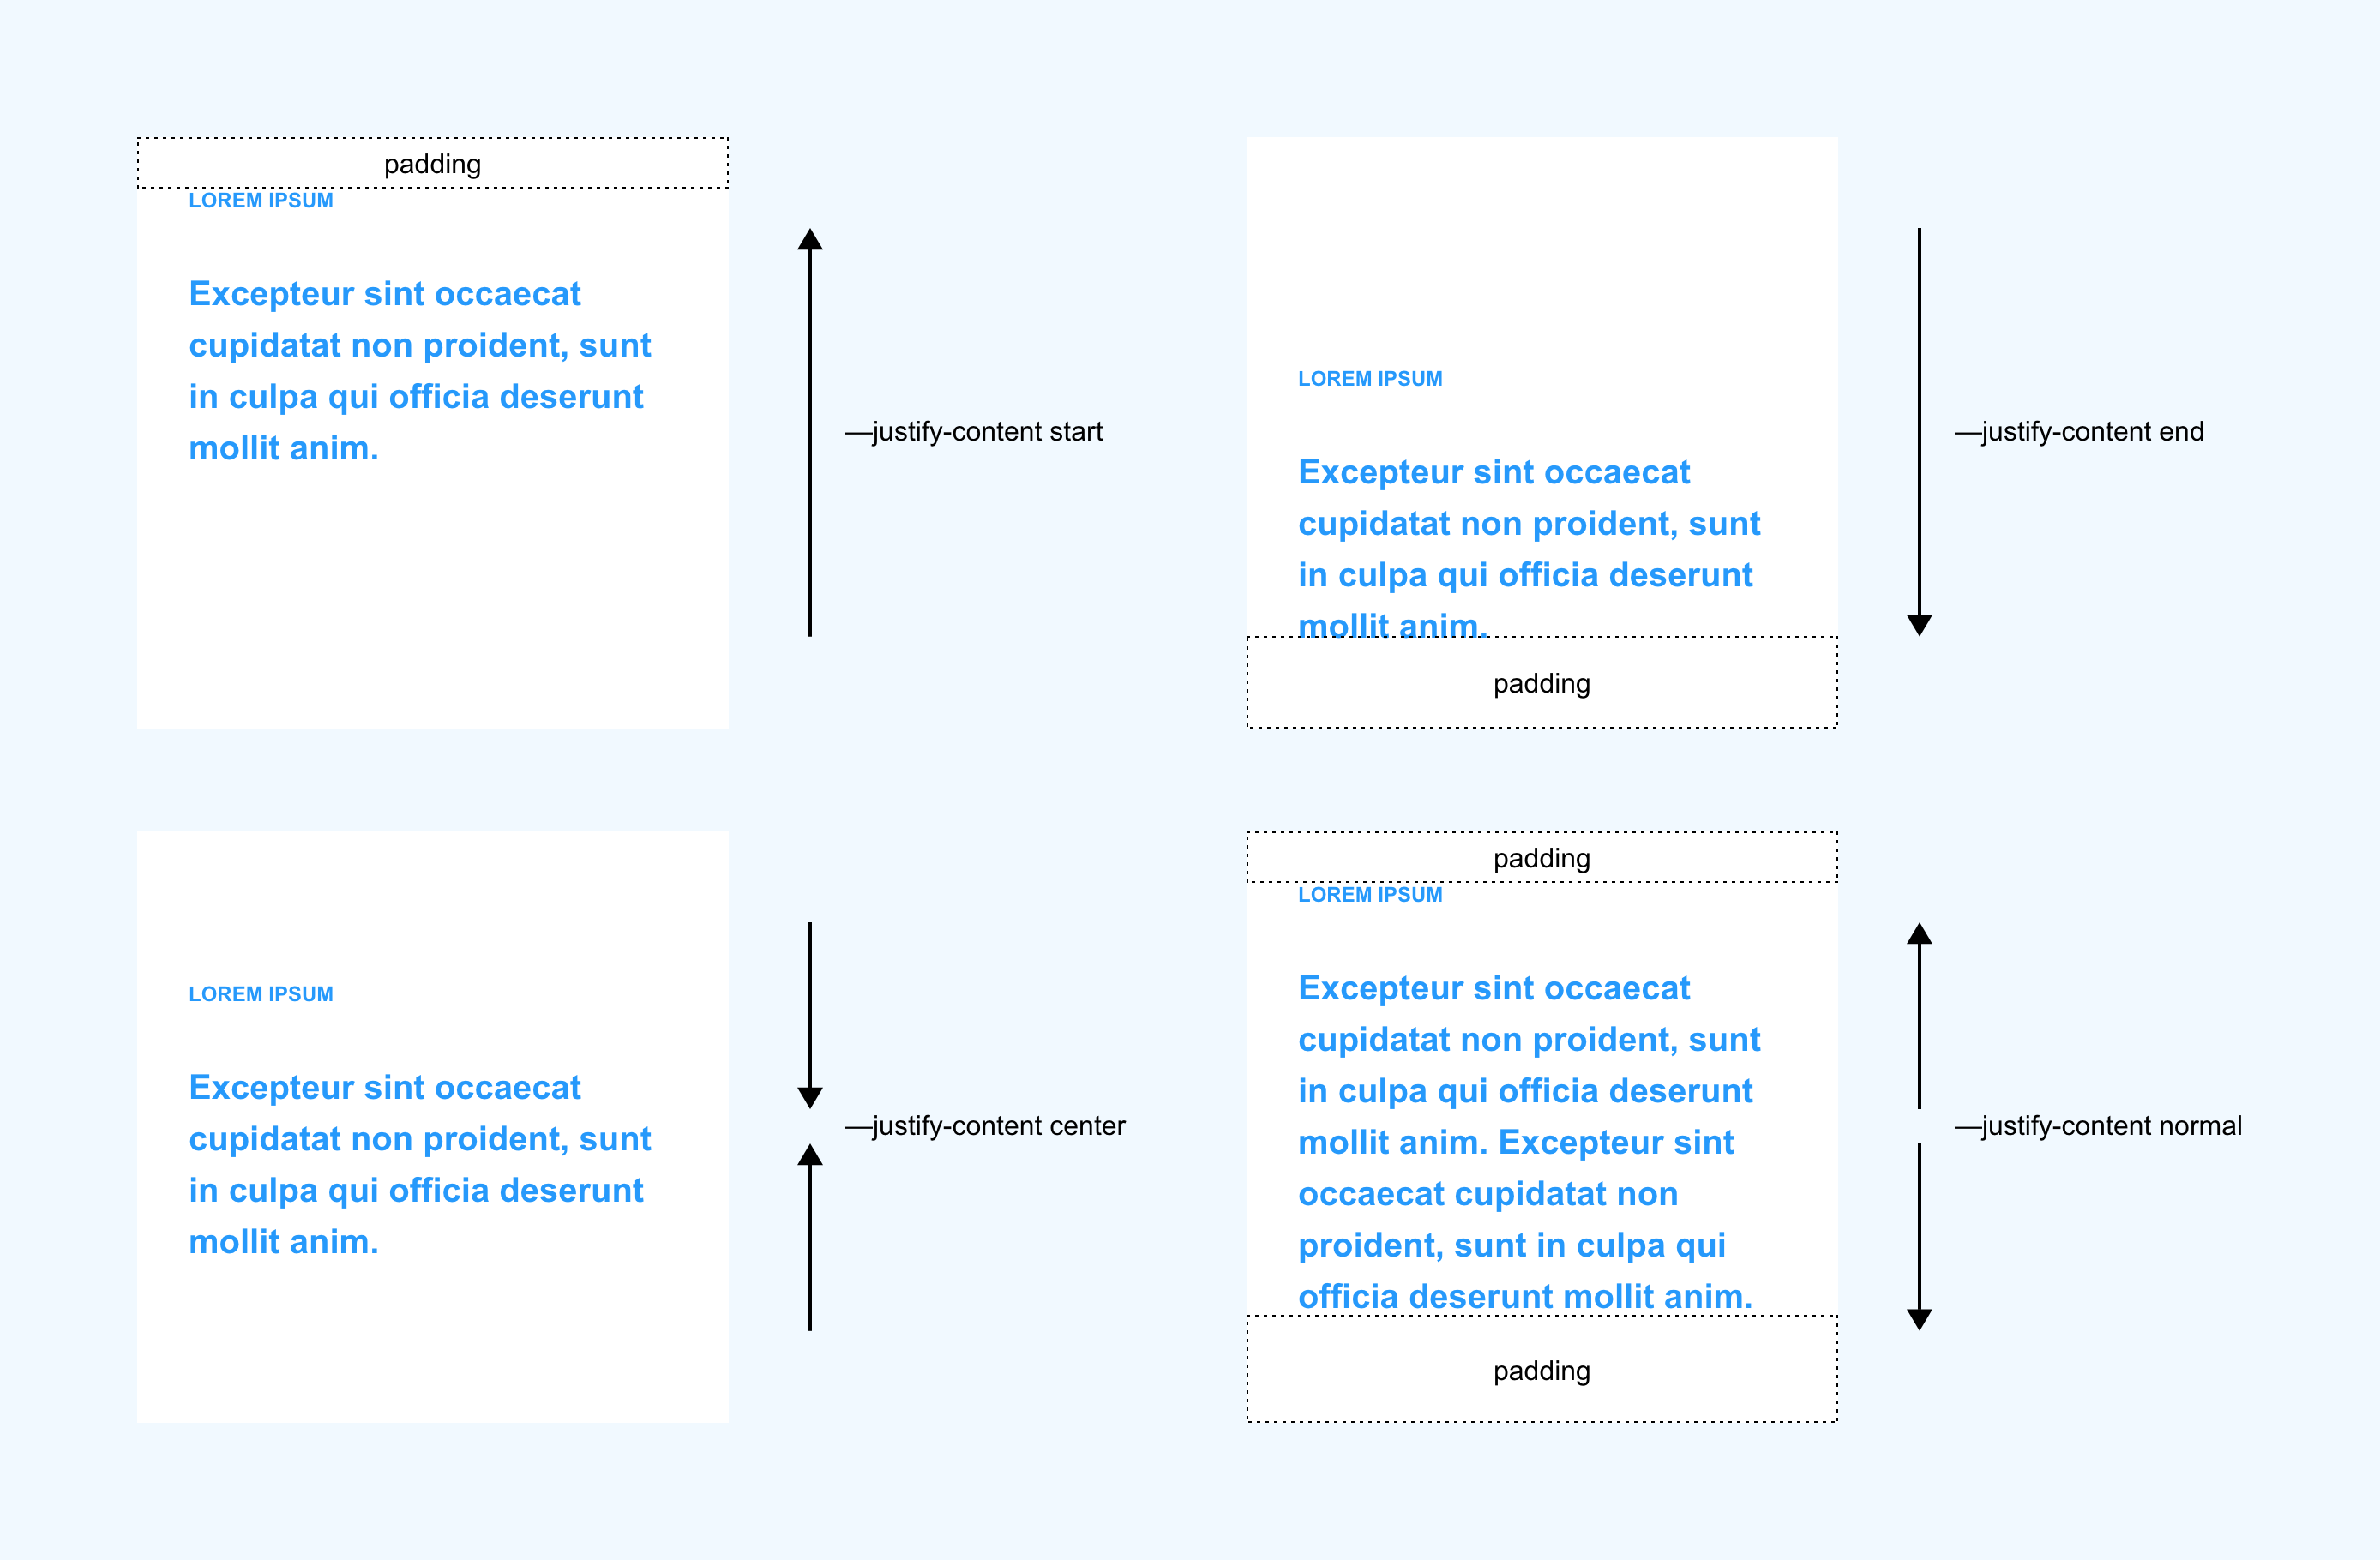 padding
LOREM IPSUM
Excepteur sint occaecat
cupidatat non proident, sunt
in culpa qui officia deserunt
mollit anim.
—justify-content start
LOREM IPSUM
Excepteur sint occaecat
cupidatat non proident, sunt
in culpa qui officia deserunt
mollit anim.
padding
—justify-content end
LOREM IPSUM
Excepteur sint occaecat
cupidatat non proident, sunt
in culpa qui officia deserunt
mollit anim.
—justify-content center
padding
LOREM IPSUM
Excepteur sint occaecat
cupidatat non proident, sunt
in culpa qui officia deserunt
mollit anim. Excepteur sint
occaecat cupidatat non
proident, sunt in culpa qui
officia deserunt mollit anim.
padding
—justify-content normal